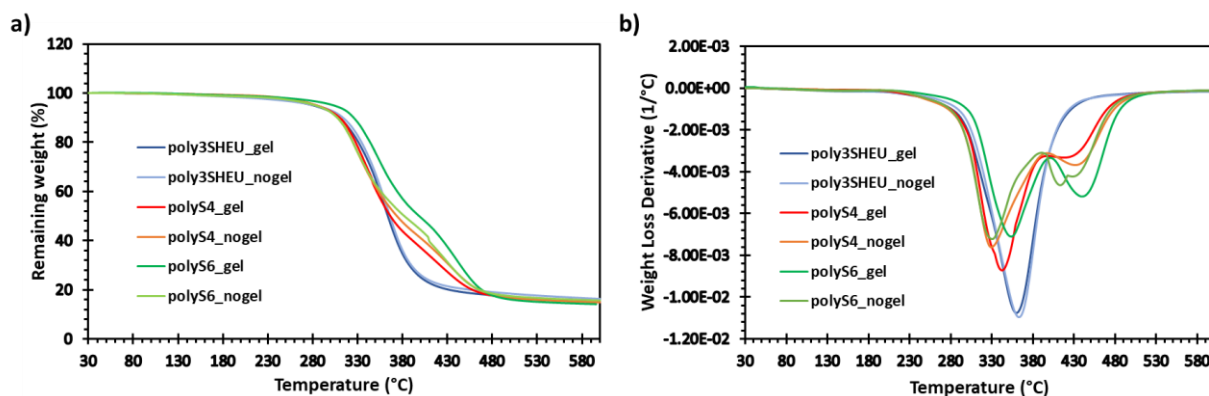 a)
120
100
80
60
40
20
0
Remaining weight (%)
poly3SHEU_gel
poly3SHEU_nogel
polyS4_gel
polyS4_nogel
polyS6_gel
polyS6_nogel
30 80 130 180 230 280 330 380 430 480 530 580
Temperature (°C)
b)
2.00E-03
0.00E+00
-2.00E-03
-4.00E-03
-6.00E-03
-8.00E-03
-1.00E-02
-1.20E-02
Weight Loss Derivative (1/°C)
poly3SHEU_gel
poly3SHEU_nogel
polyS4_gel
polyS4_nogel
polyS6_gel
polyS6_nogel
30 80 130 180 230 280 330 380 430 480 530 580
Temperature (°C)